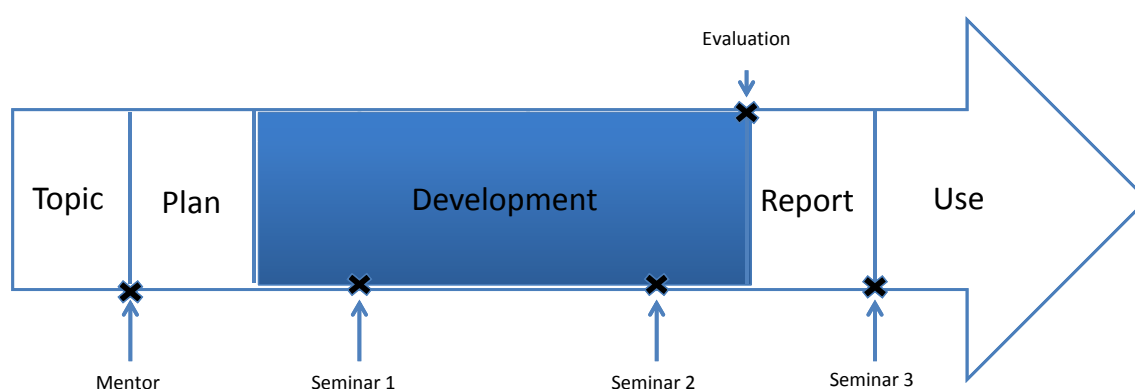 Evaluation
Topic
Plan
Development
Report
Use
Mentor
Seminar 1
Seminar 2
Seminar 3